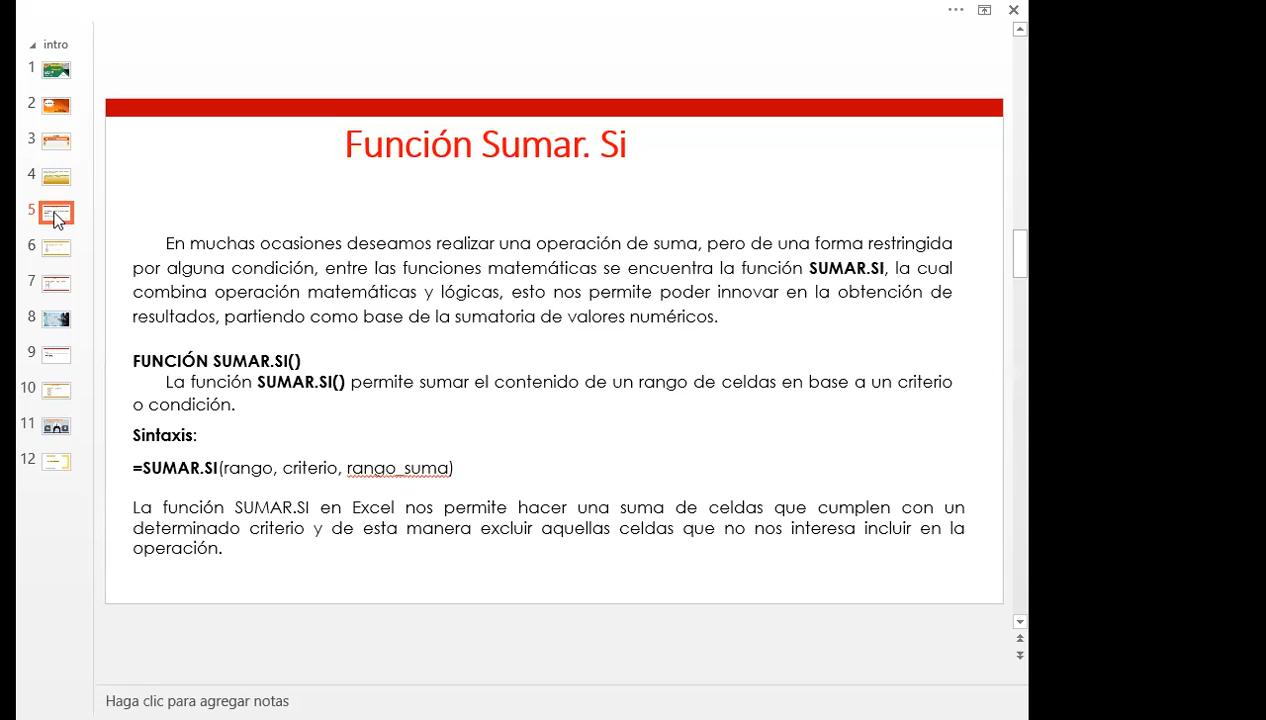 intro
1
2
3
4
5
6
7
8
9
10
11
12
Función Sumar. Si
En muchas ocasiones deseamos realizar una operación de suma, pero de una forma restringida
por alguna condición, entre las funciones matemáticas se encuentra la función SUMAR.SI, la cual
combina operación matemáticas y lógicas, esto nos permite poder innovar en la obtención de
resultados, partiendo como base de la sumatoria de valores numéricos.
FUNCIÓN SUMAR.SI()
La función SUMAR.SI() permite sumar el contenido de un rango de celdas en base a un criterio
o condición.
Sintaxis:
=SUMAR.SI(rango, criterio, rango_suma)
La función SUMAR.SI en Excel nos permite hacer una suma de celdas que cumplen con un
determinado criterio y de esta manera excluir aquellas celdas que no nos interesa incluir en la
operación.
Haga clic para agregar notas